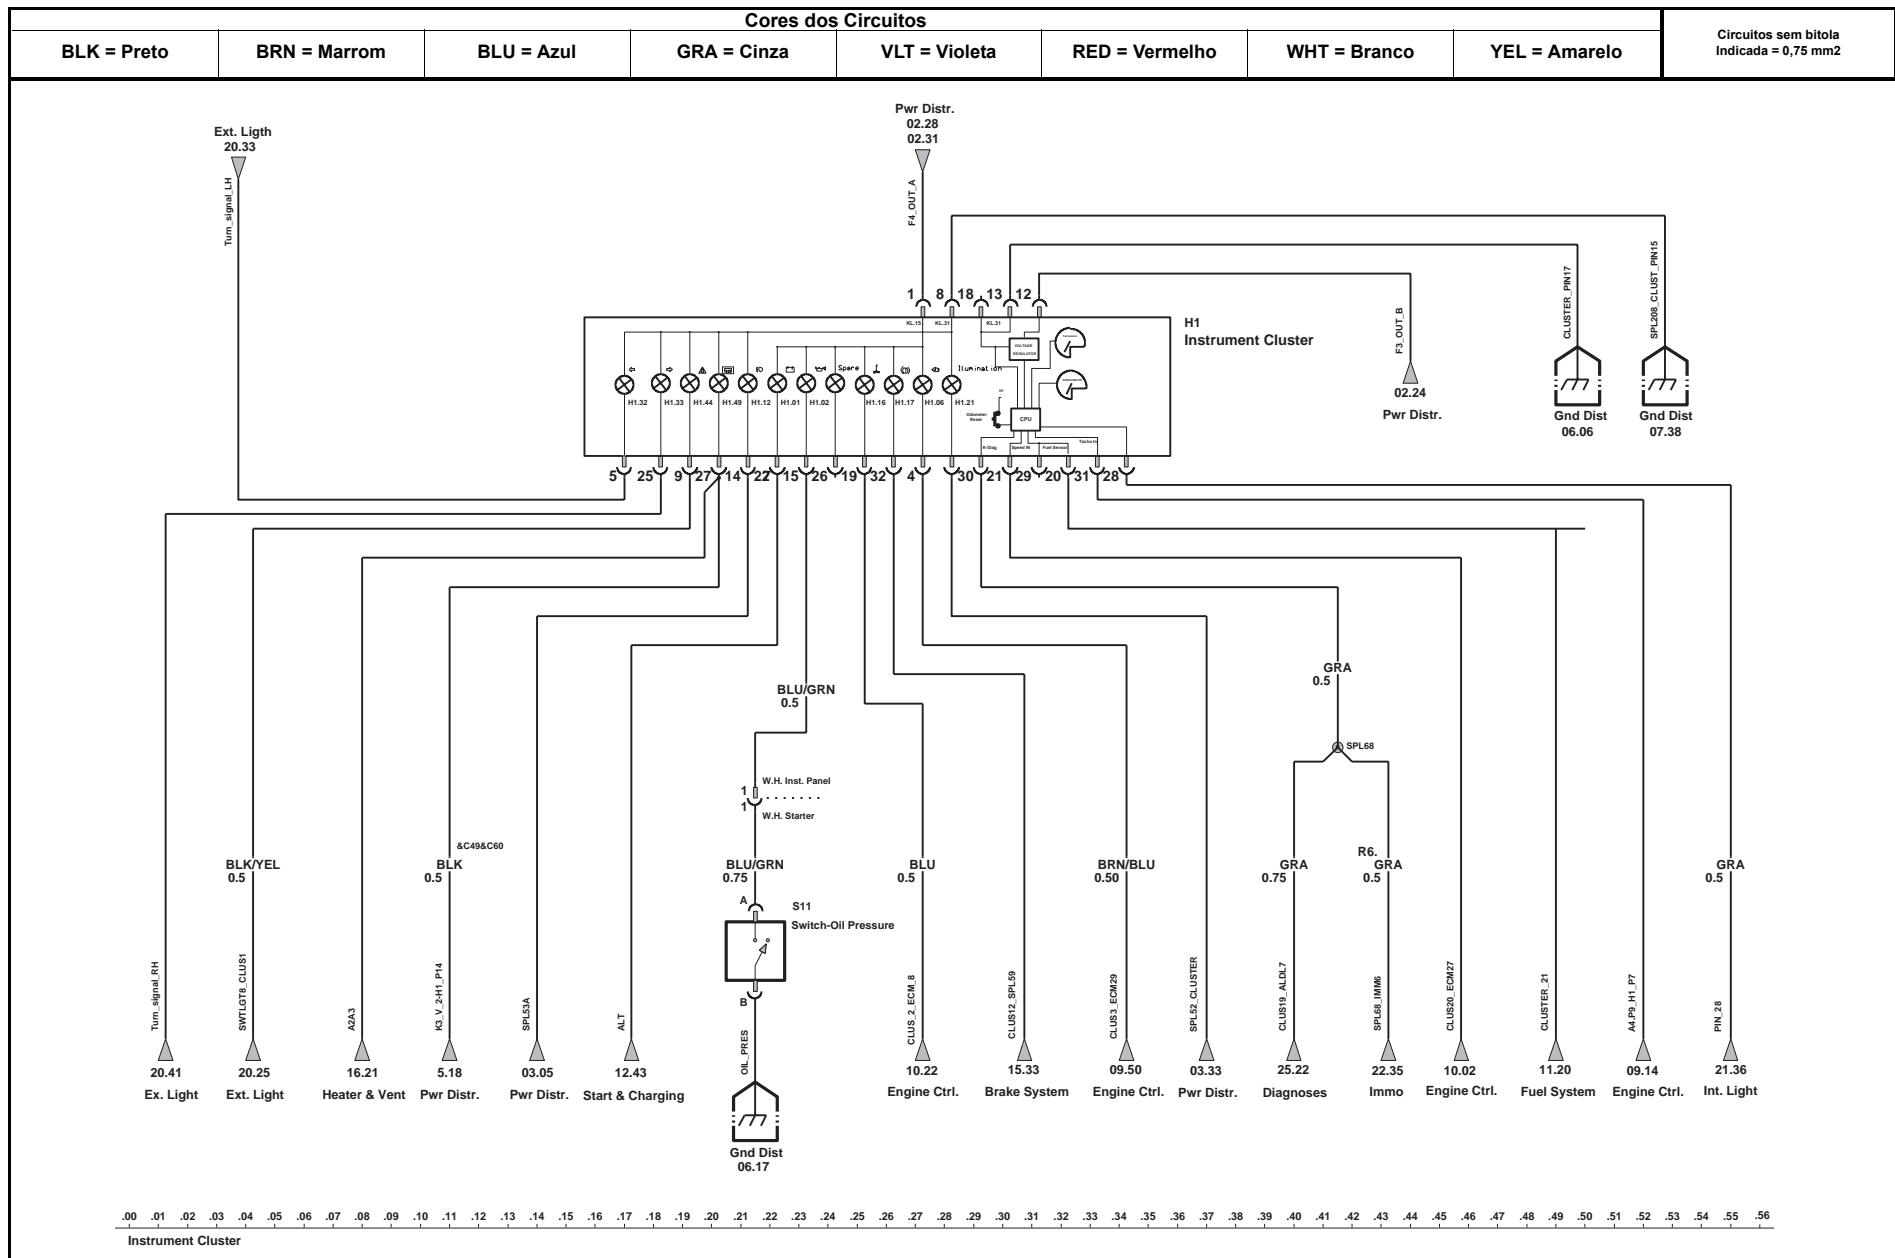 Cores dos Circuitos
BLK = Preto
BRN = Marrom
BLU = Azul
GRA = Cinza
VLT = Violeta
RED = Vermelho
WHT = Branco
YEL = Amarelo
Circuitos sem bitola
Indicada = 0,75 mm2
Pwr Distr.
02.28
02.31
Ext. Ligth
20.33
Turn_signal_LH
F4_OUT_A
CLUSTER_PIN17
SPL208_CLUST_PIN15
F3_OUT_B
1 8 18 13 12
KL.15 KL.31 KL.31
H1
Instrument Cluster
VOLTAGE
REGULATOR
Spare
Ilumination
H1.32 H1.33 H1.44 H1.49 H1.12 H1.01 H1.02 H1.16 H1.17 H1.06 H1.21
Odometer
Reset
CPU
K-Diag
Speed IN
Fuel Sensor
Tacho In
02.24
Pwr Distr.
Gnd Dist
06.06
Gnd Dist
07.38
5 25 9 27 14 22 15 26 19 32 4 30 21 29 20 31 28
GRA
0.5
BLU/GRN
0.5
SPL68
W.H. Inst. Panel
1
1
W.H. Starter
&C49&C60
R6.
BLK/YEL
0.5
BLK
0.5
BLU/GRN
0.75
BLU
0.5
BRN/BLU
0.50
GRA
0.75
GRA
0.5
GRA
0.5
A
S11
Switch-Oil Pressure
B
Turn_signal_RH
SWTLGT8_CLUS1
A2A3
K3_V_2-H1_P14
SPL53A
ALT
OIL_PRES
CLUS_2_ECM_8
CLUS12_SPL59
CLUS3_ECM29
SPL52_CLUSTER
CLUS19_ALDL7
SPL68_IMM6
CLUS20_ECM27
CLUSTER_21
A4.P9_H1_P7
PIN_28
20.41
Ex. Light
20.25
Ext. Light
16.21
Heater & Vent
5.18
Pwr Distr.
03.05
Pwr Distr.
12.43
Start & Charging
10.22
Engine Ctrl.
15.33
Brake System
09.50
Engine Ctrl.
03.33
Pwr Distr.
25.22
Diagnoses
22.35
Immo
10.02
Engine Ctrl.
11.20
Fuel System
09.14
Engine Ctrl.
21.36
Int. Light
Gnd Dist
06.17
.00 .01 .02 .03 .04 .05 .06 .07 .08 .09 .10 .11 .12 .13 .14 .15 .16 .17 .18 .19 .20 .21 .22 .23 .24 .25 .26 .27 .28 .29 .30 .31 .32 .33 .34 .35 .36 .37 .38 .39 .40 .41 .42 .43 .44 .45 .46 .47 .48 .49 .50 .51 .52 .53 .54 .55 .56
Instrument Cluster